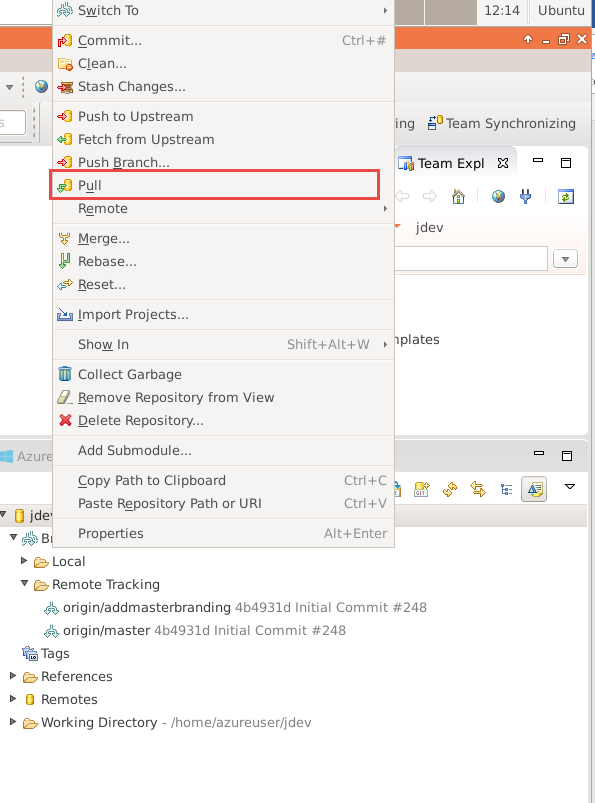 Switch To
12:14 Ubuntu
Commit... Ctrl+#
Clean...
Stash Changes...
Push to Upstream
ing Team Synchronizing
Fetch from Upstream
Push Branch...
Team Expl
Pull
Remote
jdev
Merge...
Rebase...
Reset...
Import Projects...
Show In Shift+Alt+W
nplates
Collect Garbage
Remove Repository from View
Delete Repository...
Add Submodule...
Azure
Copy Path to Clipboard Ctrl+C
Paste Repository Path or URI Ctrl+V
GIT
jdev
Properties Alt+Enter
Br
Local
Remote Tracking
origin/addmasterbranding 4b4931d Initial Commit #248
origin/master 4b4931d Initial Commit #248
Tags
References
Remotes
Working Directory - /home/azureuser/jdev